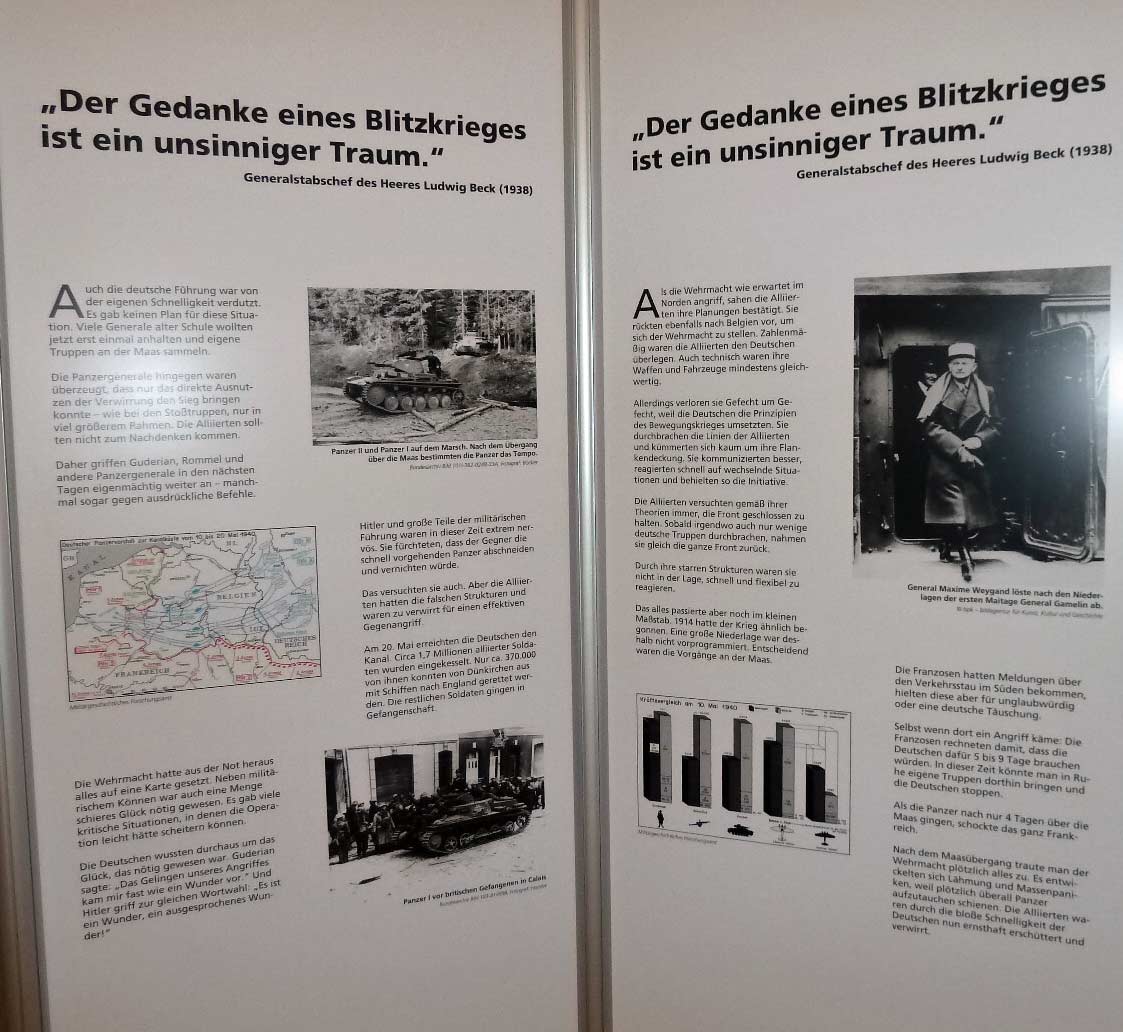 „Der Gedanke eines Blitzkrieges
ist ein unsinniger Traum.“
Generalstabschef des Heeres Ludwig Beck (1938)
Auch die deutsche Führung war von
der eigenen Schnelligkeit verdutzt.
Es gab keinen Plan für diese Situa-
tion. Viele Generale alter Schule wollten
jetzt erst einmal anhalten und eigene
Truppen an der Maas sammeln.
Die Panzergenerale hingegen waren
überzeugt, dass nur das direkte Ausnut-
zen der Verwirrung den Sieg bringen
konnte – wie bei den Stoßtruppen, nur in
viel größerem Rahmen. Die Alliierten soll-
ten nicht zum Nachdenken kommen.
Daher griffen Guderian, Rommel und
andere Panzergenerale in den nächsten
Tagen eigenmächtig weiter an – manch-
mal sogar gegen ausdrückliche Befehle.
Panzer II und Panzer I auf dem Marsch. Nach dem Übergang
über die Maas bestimmten die Panzer das Tempo.
Deutscher Panzervorstoß zur Kanalküste vom 10. bis 20. Mai 1940
BELGIEN
DEUTSCHES
REICH
FRANKREICH
Militärgeschichtliches Forschungsamt
Hitler und große Teile der militärischen
Führung waren in dieser Zeit extrem ner-
vös. Sie fürchteten, dass der Gegner die
schnell vorgehenden Panzer abschneiden
und vernichten würde.
Das versuchten sie auch. Aber die Alliier-
ten hatten die falschen Strukturen und
waren zu verwirrt für einen effektiven
Gegenangriff.
Am 20. Mai erreichten die Deutschen den
Kanal. Circa 1,7 Millionen alliierter Solda-
ten wurden eingekesselt. Nur ca. 370.000
von ihnen konnten von Dünkirchen aus
mit Schiffen nach England gerettet wer-
den. Die restlichen Soldaten gingen in
Gefangenschaft.
Die Wehrmacht hatte aus der Not heraus
alles auf eine Karte gesetzt. Neben militä-
rischem Können war auch eine Menge
schieres Glück nötig gewesen. Es gab viele
kritische Situationen, in denen die Opera-
tion leicht hätte scheitern können.
Die Deutschen wussten durchaus um das
Glück, das nötig gewesen war. Guderian
sagte: „Das Gelingen unseres Angriffes
kam mir fast wie ein Wunder vor.“ Und
Hitler griff zur gleichen Wortwahl: „Es ist
ein Wunder, ein ausgesprochenes Wun-
der!“
Panzer I vor britischen Gefangenen in Calais
„Der Gedanke eines Blitzkrieges
ist ein unsinniger Traum.“
Generalstabschef des Heeres Ludwig Beck (1938)
Als die Wehrmacht wie erwartet im
Norden angriff, sahen die Alliier-
ten ihre Planungen bestätigt. Sie
rückten ebenfalls nach Belgien vor, um
sich der Wehrmacht zu stellen. Zahlenmä-
ßig waren die Alliierten den Deutschen
überlegen. Auch technisch waren ihre
Waffen und Fahrzeuge mindestens gleich-
wertig.
Allerdings verloren sie Gefecht um Ge-
fecht, weil die Deutschen die Prinzipien
des Bewegungskrieges umsetzten. Sie
durchbrachen die Linien der Alliierten
und kümmerten sich kaum um ihre Flan-
kendeckung. Sie kommunizierten besser,
reagierten schnell auf wechselnde Situa-
tionen und behielten so die Initiative.
Die Alliierten versuchten gemäß ihrer
Theorien immer, die Front geschlossen zu
halten. Sobald irgendwo auch nur wenige
deutsche Truppen durchbrachen, nahmen
sie gleich die ganze Front zurück.
Durch ihre starren Strukturen waren sie
nicht in der Lage, schnell und flexibel zu
reagieren.
Das alles passierte aber noch im kleinen
Maßstab. 1914 hatte der Krieg ähnlich be-
gonnen. Eine große Niederlage war des-
halb nicht vorprogrammiert. Entscheidend
waren die Vorgänge an der Maas.
General Maxime Weygand löste nach den Nieder-
lagen der ersten Maitage General Gamelin ab.
© bpk – Bildagentur für Kunst, Kultur und Geschichte
Kräftevergleich am 10. Mai 1940
Militärgeschichtliches Forschungsamt
Die Franzosen hatten Meldungen über
den Verkehrsstau im Süden bekommen,
hielten diese aber für unglaubwürdig
oder eine deutsche Täuschung.
Selbst wenn dort ein Angriff käme: Die
Franzosen rechneten damit, dass die
Deutschen dafür 5 bis 9 Tage brauchen
würden. In dieser Zeit könnte man in Ru-
he eigene Truppen dorthin bringen und
die Deutschen stoppen.
Als die Panzer nach nur 4 Tagen über die
Maas gingen, schockte das ganz Frank-
reich.
Nach dem Maasübergang traute man der
Wehrmacht plötzlich alles zu. Es entwi-
ckelten sich Lähmung und Massenpani-
ken, weil plötzlich überall Panzer
aufzutauchen schienen. Die Alliierten wa-
ren durch die bloße Schnelligkeit der
Deutschen nun ernsthaft erschüttert und
verwirrt.